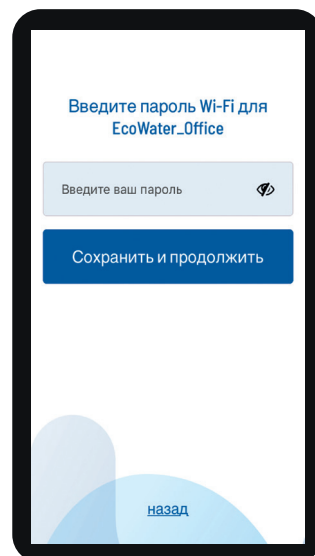 Введите пароль Wi-Fi для
EcoWater_Office
Введите ваш пароль
Сохранить и продолжить
назад